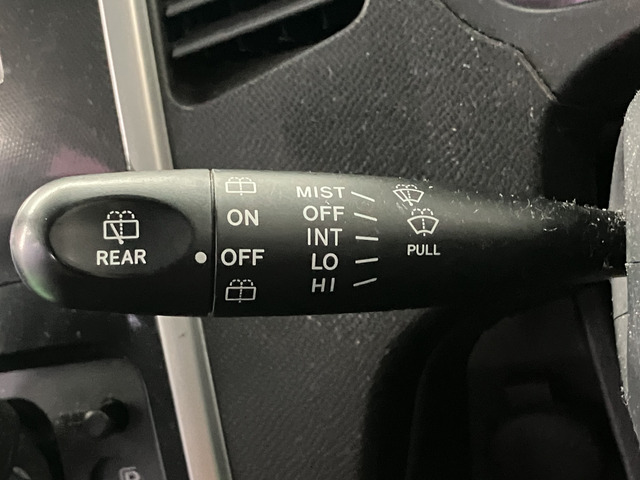 REAR
ON
OFF
MIST
OFF
INT
LO
HI
PULL